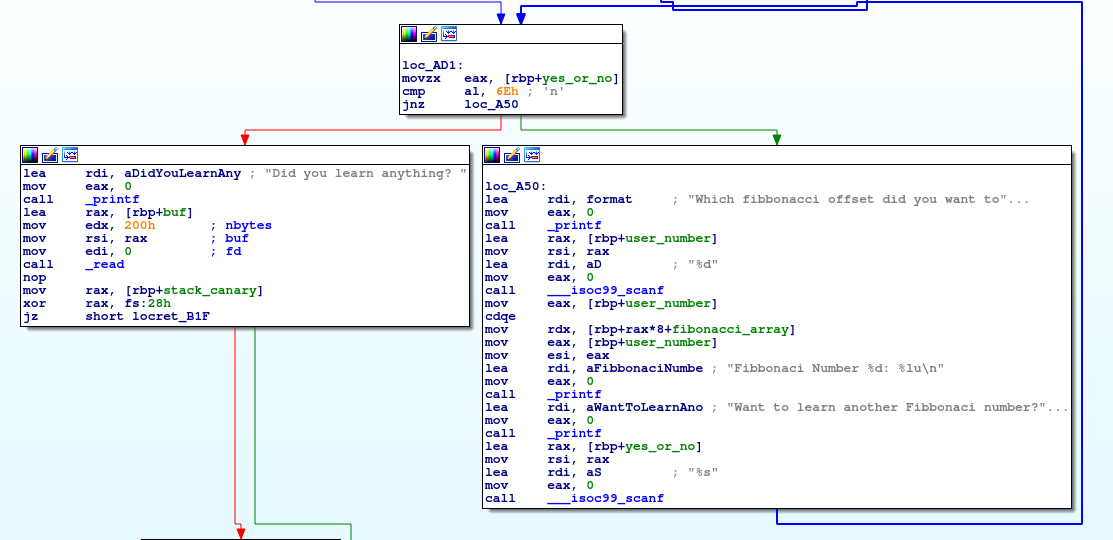 loc_AD1:
movzx eax, [rbp+yes_or_no]
cmp al, 6Eh ; 'n'
jnz loc_A50
lea rdi, aDidYouLearnAny ; "Did you learn anything? "
mov eax, 0
call _printf
lea rax, [rbp+buf]
mov edx, 200h ; nbytes
mov rsi, rax ; buf
mov edi, 0 ; fd
call _read
nop
mov rax, [rbp+stack_canary]
xor rax, fs:28h
jz short locret_B1F
loc_A50:
lea rdi, format ; "Which fibonacci offset did you want to"...
mov eax, 0
call _printf
lea rax, [rbp+user_number]
mov rsi, rax
lea rdi, aD ; "%d"
mov eax, 0
call ___isoc99_scanf
mov eax, [rbp+user_number]
cdqe
mov rdx, [rbp+rax*8+fibonacci_array]
mov eax, [rbp+user_number]
mov esi, eax
lea rdi, aFibbonaciNumbe ; "Fibbonaci Number %d: %lu\n"
mov eax, 0
call _printf
lea rdi, aWantToLearnAno ; "Want to learn another Fibbonaci number?"...
mov eax, 0
call _printf
lea rax, [rbp+yes_or_no]
mov rsi, rax
lea rdi, aS ; "%s"
mov eax, 0
call ___isoc99_scanf